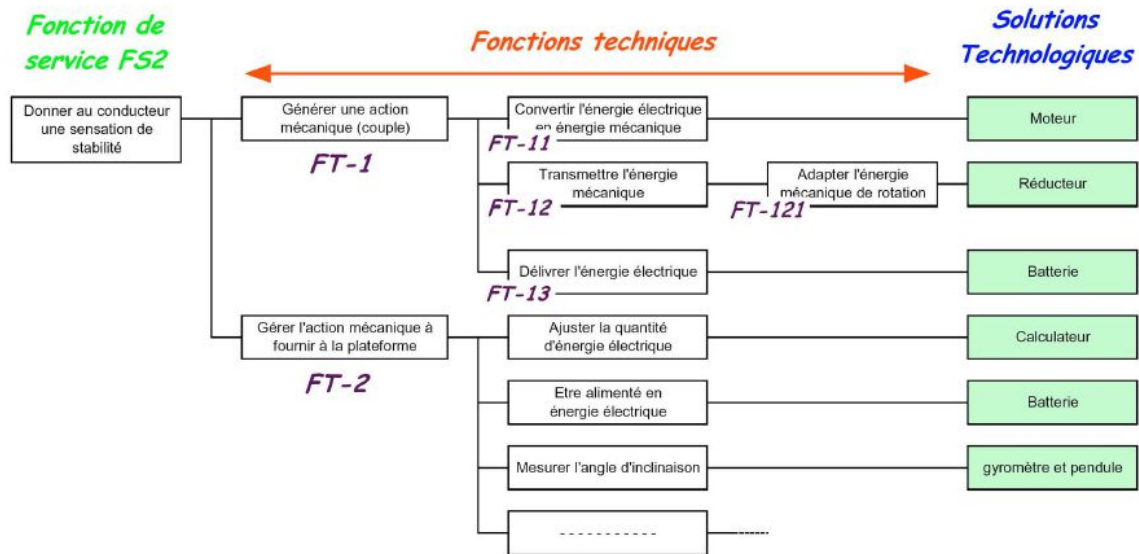 Fonction de
service FS2
Fonctions techniques
Solutions
Technologiques
Donner au conducteur
une sensation de
stabilité
Générer une action
mécanique (couple)
FT-1
Convertir l'énergie électrique
en énergie mécanique
FT-11
Moteur
Transmettre l'énergie
mécanique
FT-12
Adapter l'énergie
mécanique de rotation
FT-121
Réducteur
Délivrer l'énergie électrique
FT-13
Batterie
Gérer l'action mécanique à
fournir à la plateforme
FT-2
Ajuster la quantité
d'énergie électrique
Calculateur
Etre alimenté en
énergie électrique
Batterie
Mesurer l'angle d'inclinaison
gyromètre et pendule
- - - - - - - - - - -